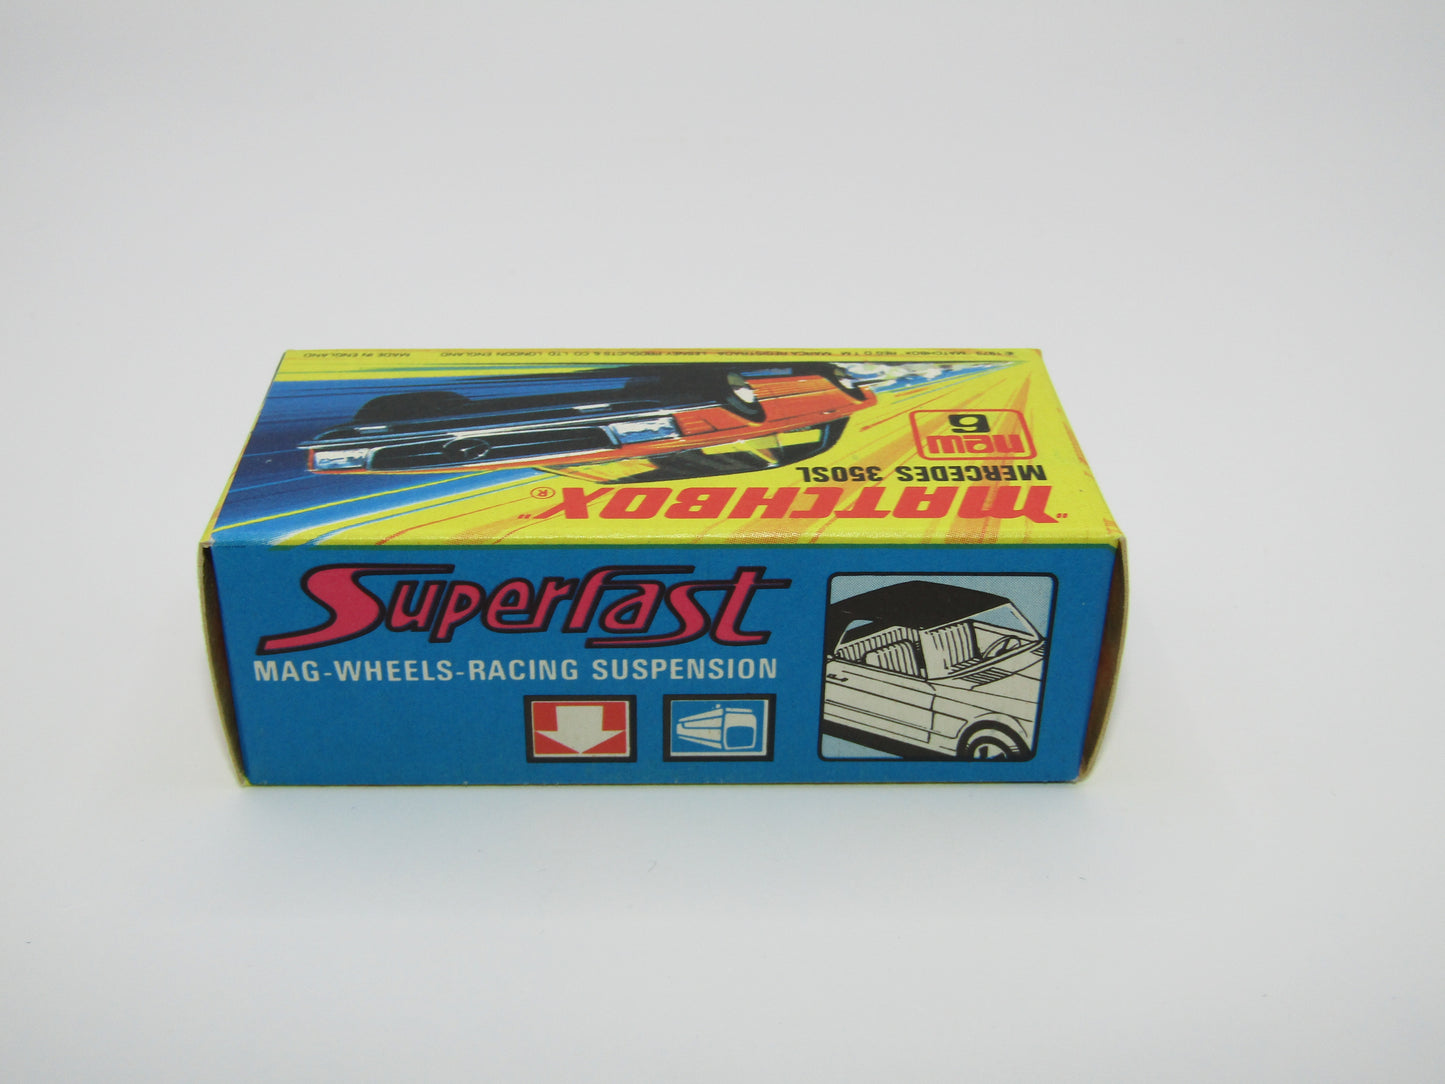 "MATCHBOX"®
MERCEDES 350SL
new
6
© 1973 MATCHBOX REG'D T.M. MARCA REGISTRADA LESNEY PRODUCTS & CO. LTD. LONDON ENGLAND MADE IN ENGLAND
Superfast
MAG-WHEELS-RACING SUSPENSION